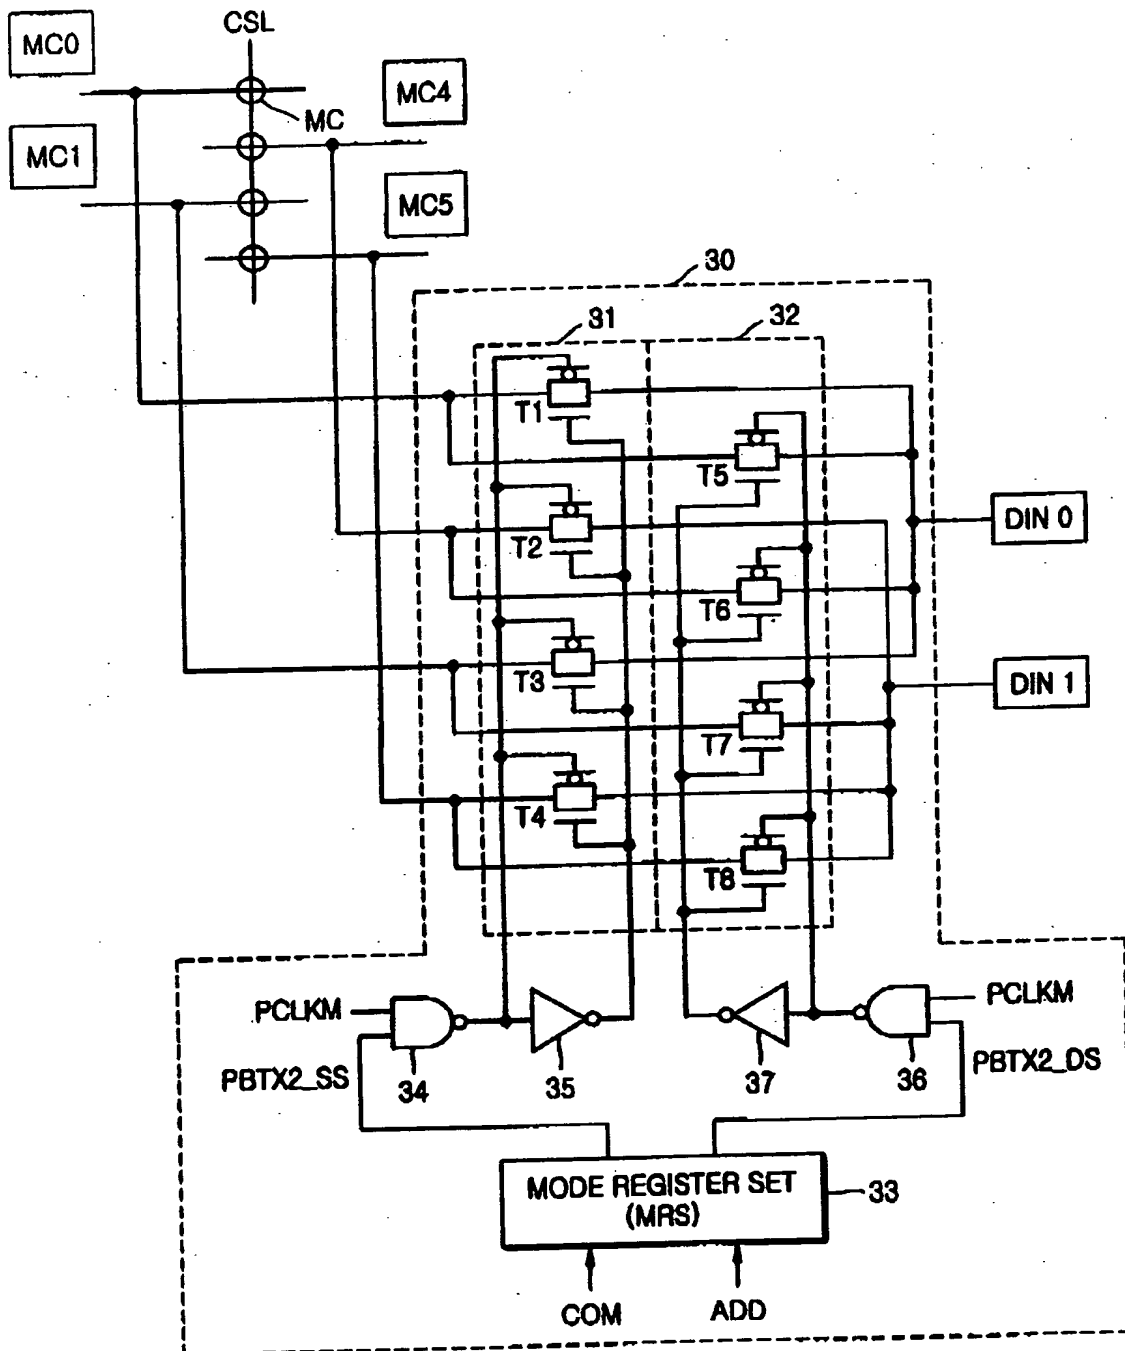 CSL
MC0
MC4
MC
MC1
MC5
30
31
32
T1
T5
T2
DIN 0
T6
T3
DIN 1
T7
T4
T8
PCLKM
PCLKM
PBTX2_SS
34
35
37
36
PBTX2_DS
MODE REGISTER SET
(MRS)
33
COM
ADD